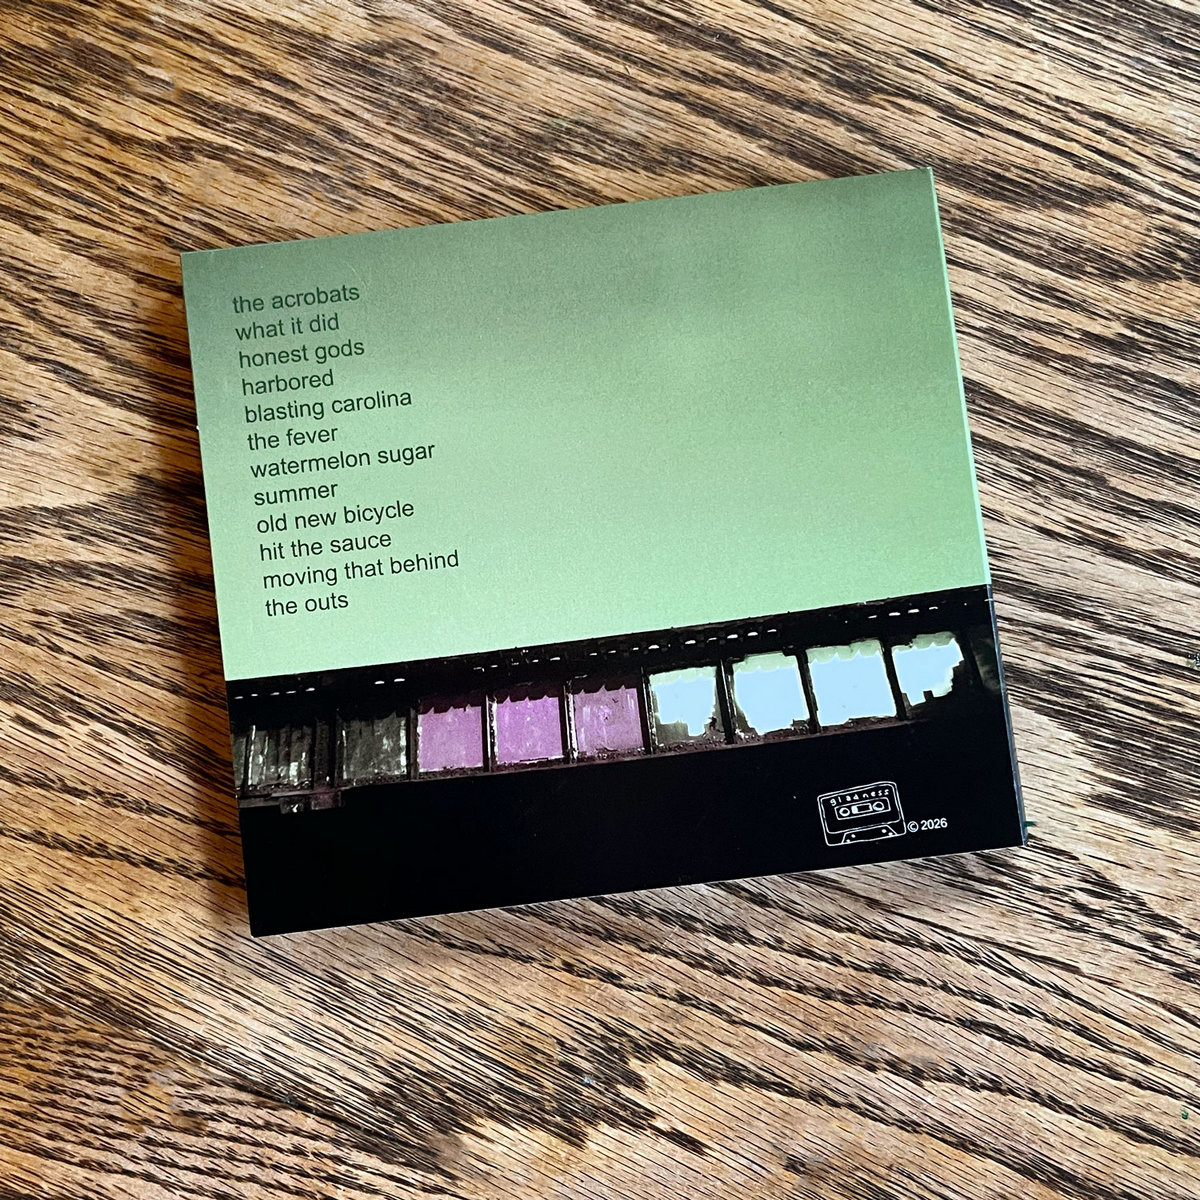 the acrobats
what it did
honest gods
harbored
blasting carolina
the fever
watermelon sugar
summer
old new bicycle
hit the sauce
moving that behind
the outs
gladness
© 2026